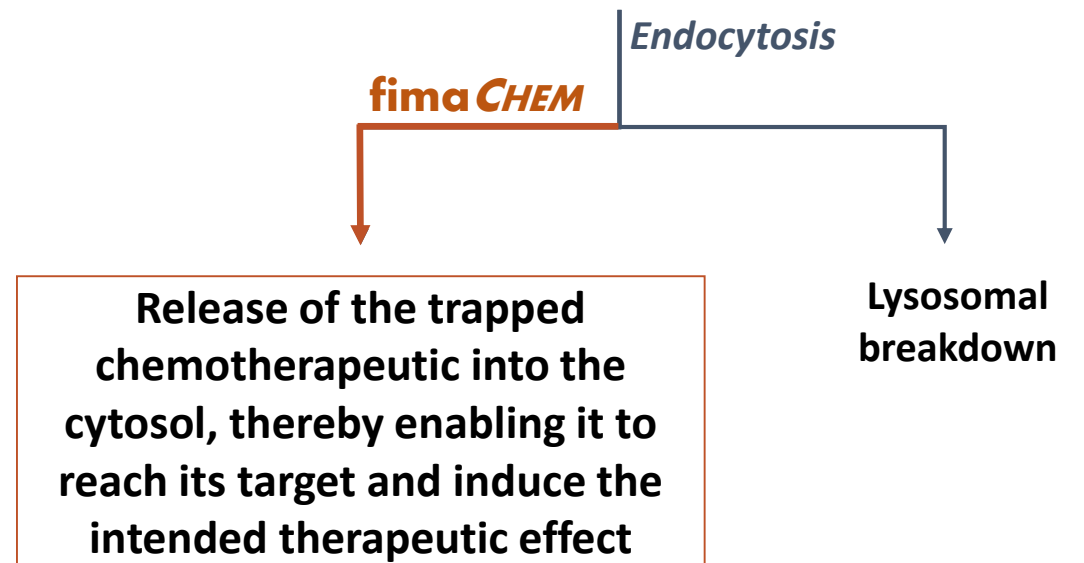 Endocytosis
fimaCHEM
Release of the trapped
chemotherapeutic into the
cytosol, thereby enabling it to
reach its target and induce the
intended therapeutic effect
Lysosomal
breakdown